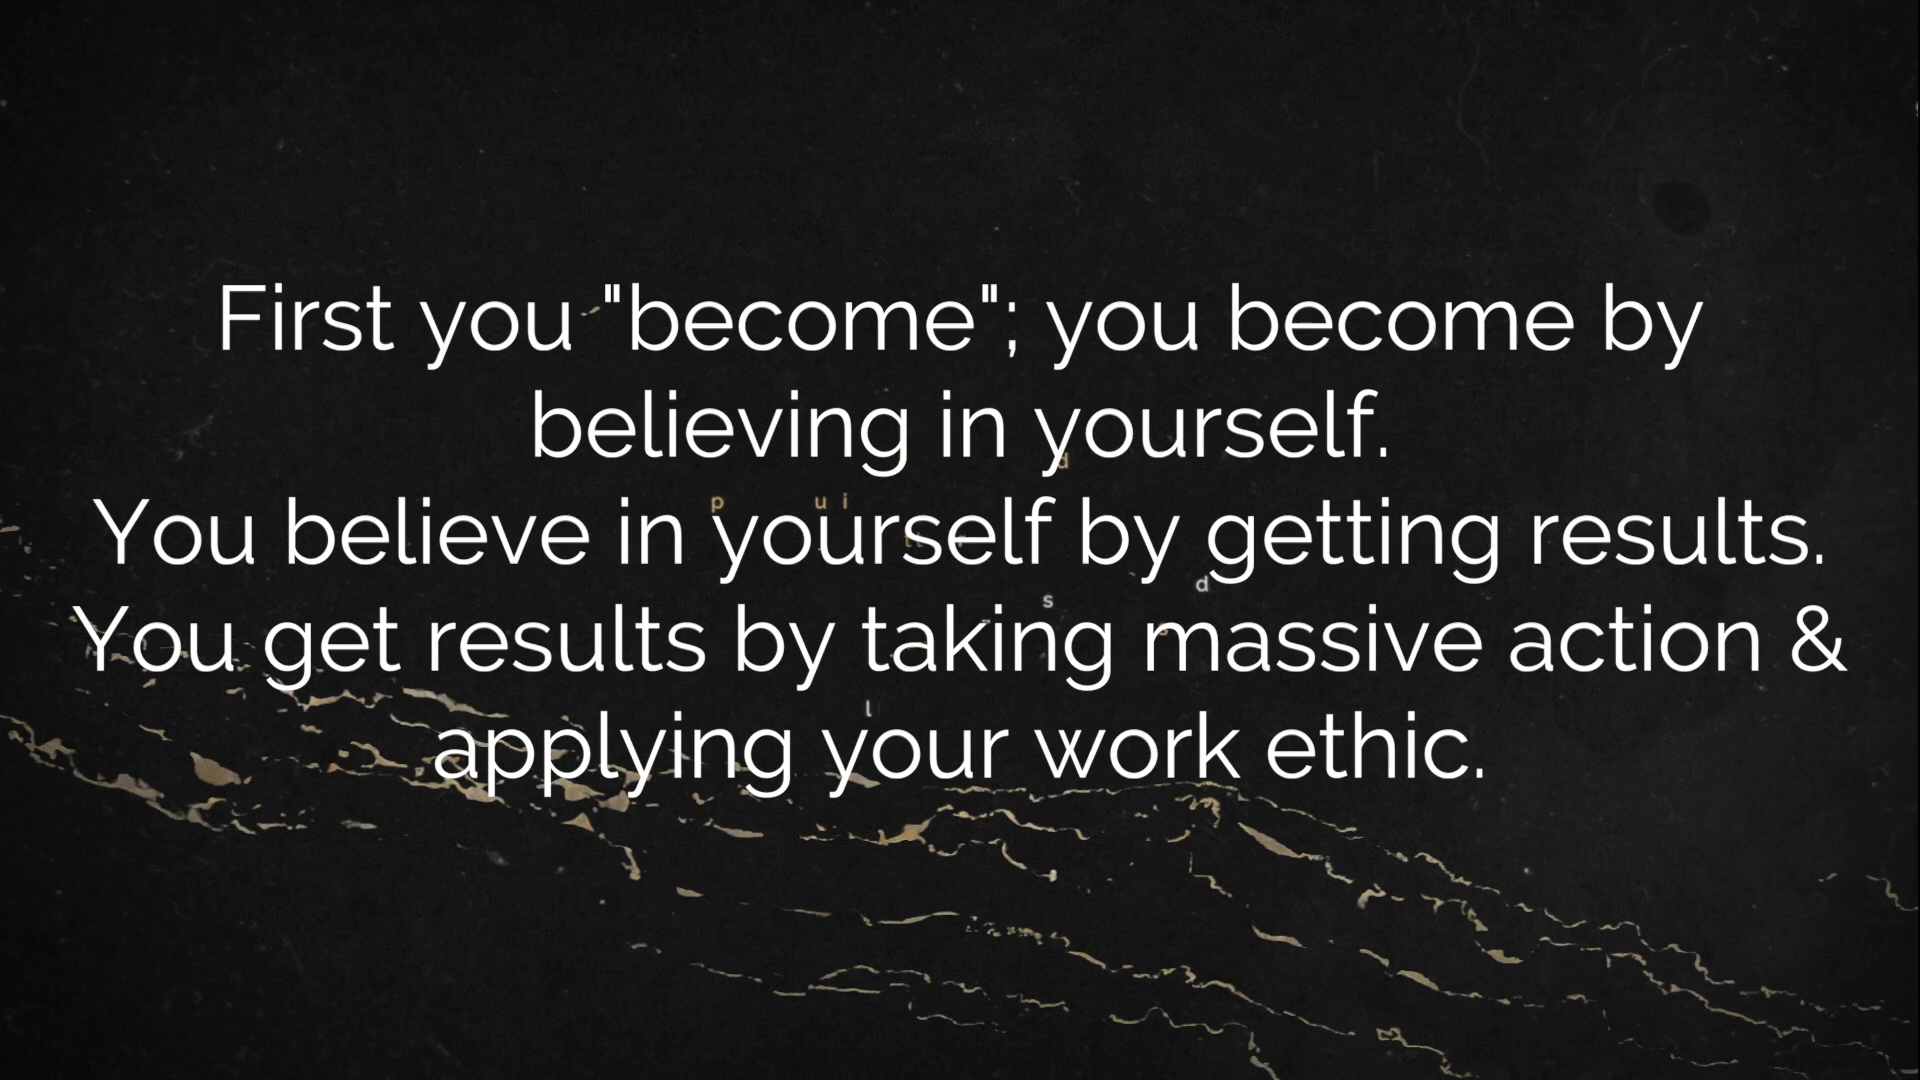 First you "become"; you become by
believing in yourself.
You believe in yourself by getting results.
You get results by taking massive action &
applying your work ethic.